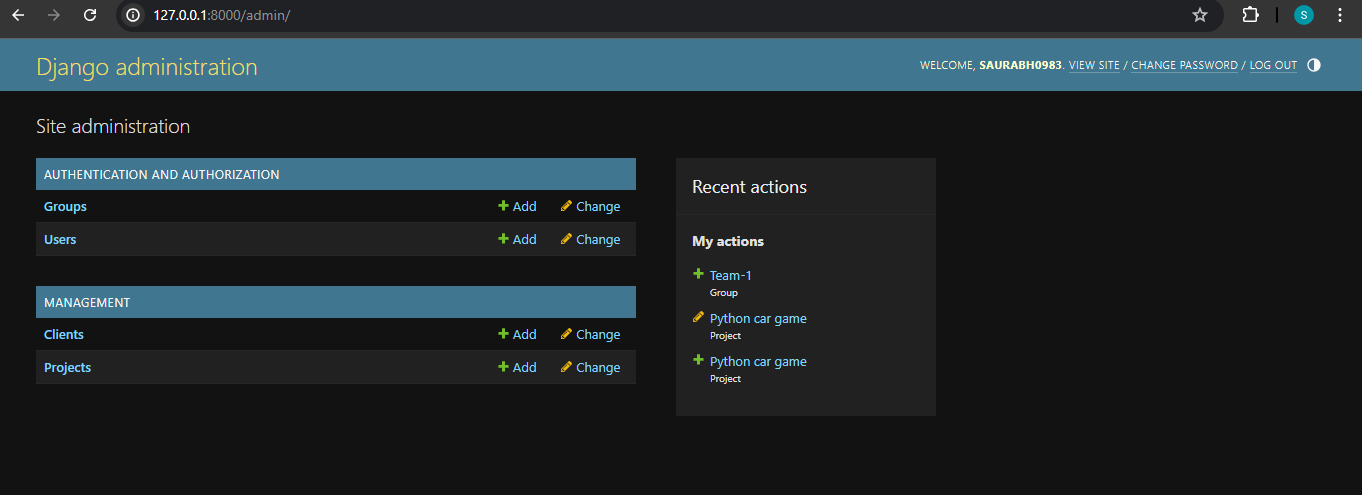 127.0.0.1:8000/admin/
S
Django administration
WELCOME, SAURABH0983. VIEW SITE / CHANGE PASSWORD / LOG OUT
Site administration
AUTHENTICATION AND AUTHORIZATION
Groups Add Change
Users Add Change
MANAGEMENT
Clients Add Change
Projects Add Change
Recent actions
My actions
Team-1
Group
Python car game
Project
Python car game
Project